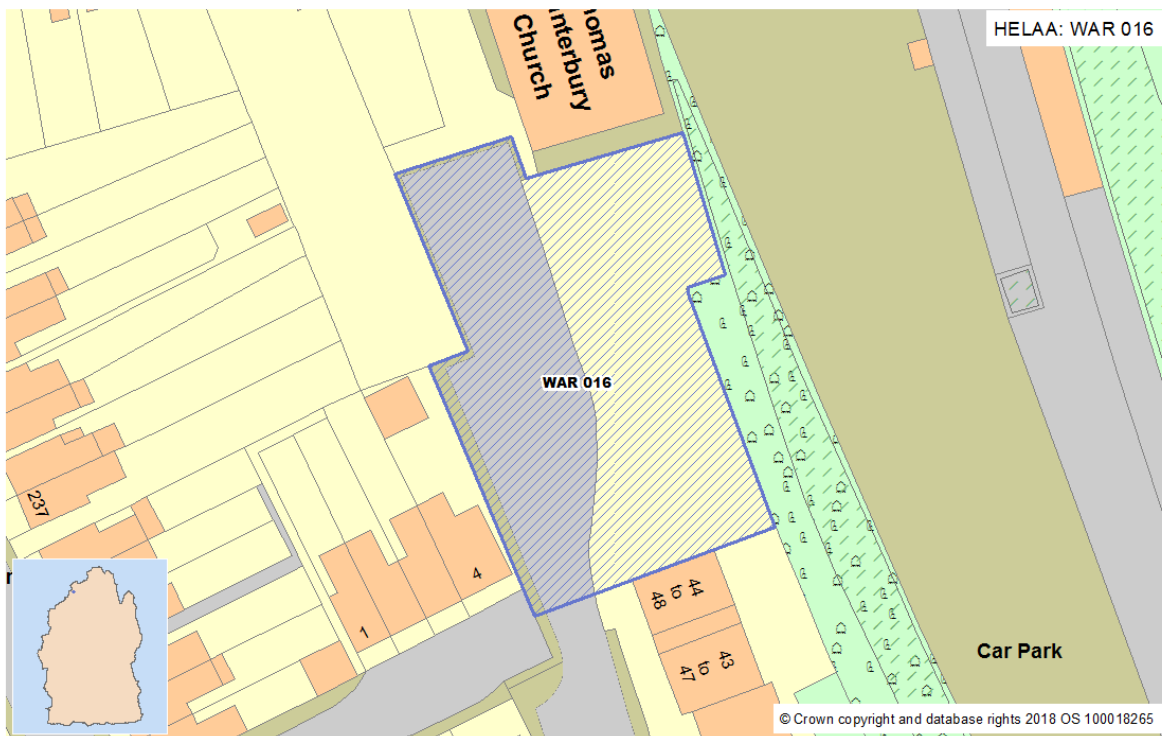 HELAA: WAR 016
homas
interbury
Church
WAR 016
237
4
1
44
to
48
43
to
47
Car Park
© Crown copyright and database rights 2018 OS 100018265